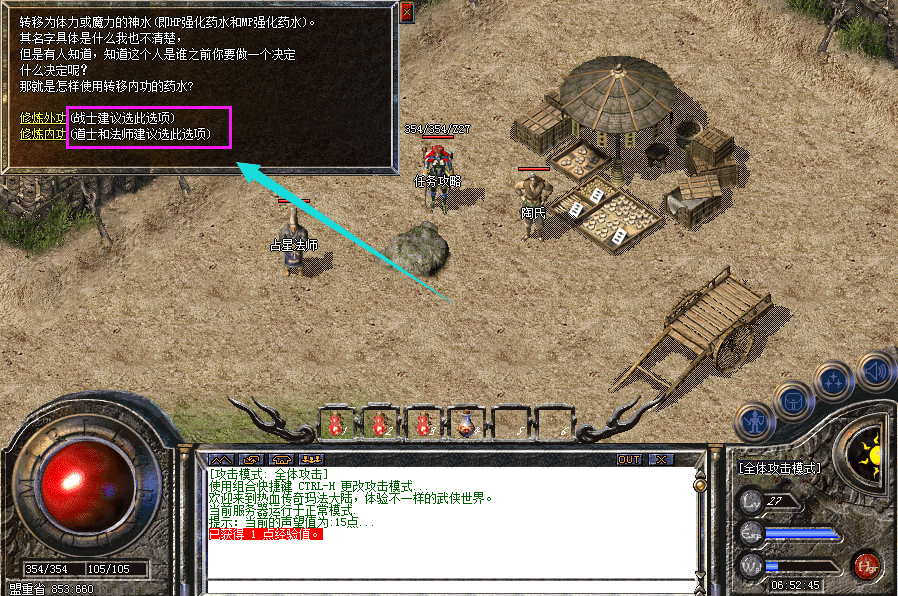 转移为体力或魔力的神水(即HP强化药水和MP强化药水)。
其名字具体是什么我也不清楚,
但是有人知道, 知道这个人是谁之前你要做一个决定
什么决定呢?
那就是怎样使用转移内功的药水?
修炼外功(战士建议选此选项)
修炼内功(道士和法师建议选此选项)
354/354/Z27
任务攻略
陶氏
占星法师
1 2 3 4 5 6
OUT
[攻击模式: 全体攻击]
使用组合快捷键 CTRL-H 更改攻击模式...
欢迎来到热血传奇玛法大陆, 体验不一样的武侠世界。
当前服务器运行于正常模式.
提示: 当前的声望值为:15点...
已获得 1 点经验值。
[全体攻击模式]
Lv 27
Exp
W
Hgr
354/354 105/105
盟重省 853:660
06:52:45